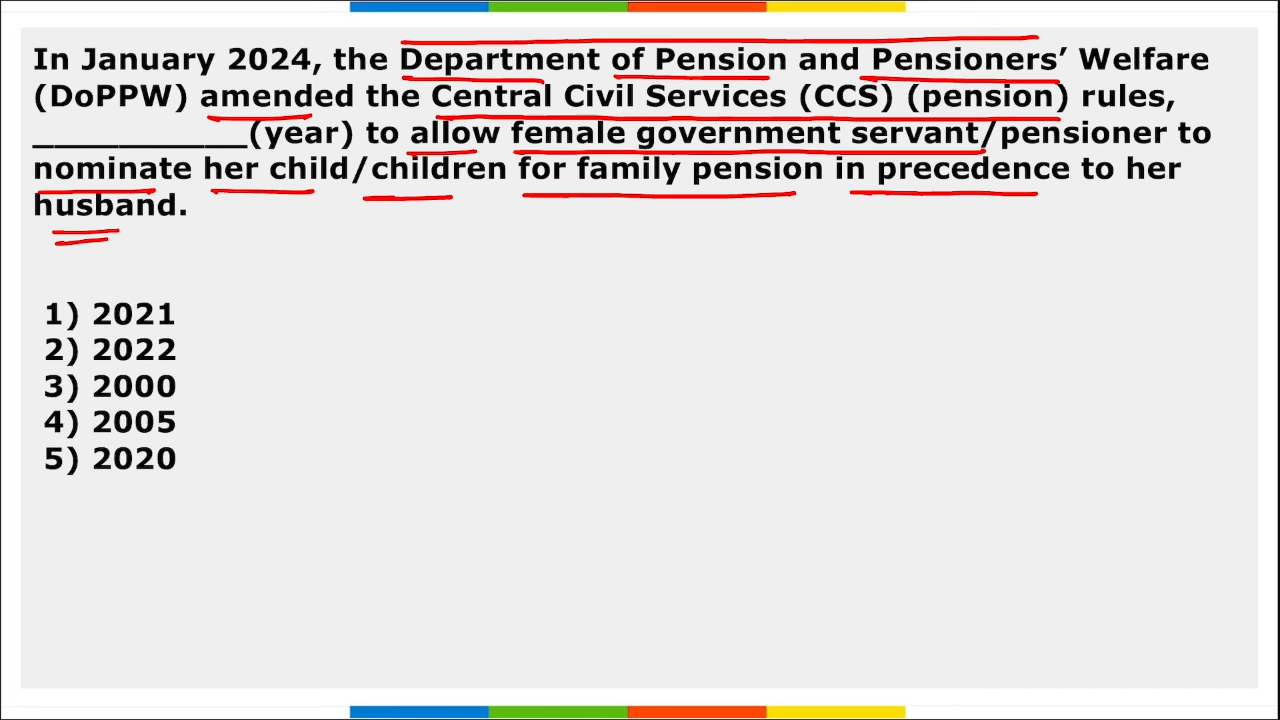 In January 2024, the Department of Pension and Pensioners’ Welfare
(DoPPW) amended the Central Civil Services (CCS) (pension) rules,
__________(year) to allow female government servant/pensioner to
nominate her child/children for family pension in precedence to her
husband.
1) 2021
2) 2022
3) 2000
4) 2005
5) 2020